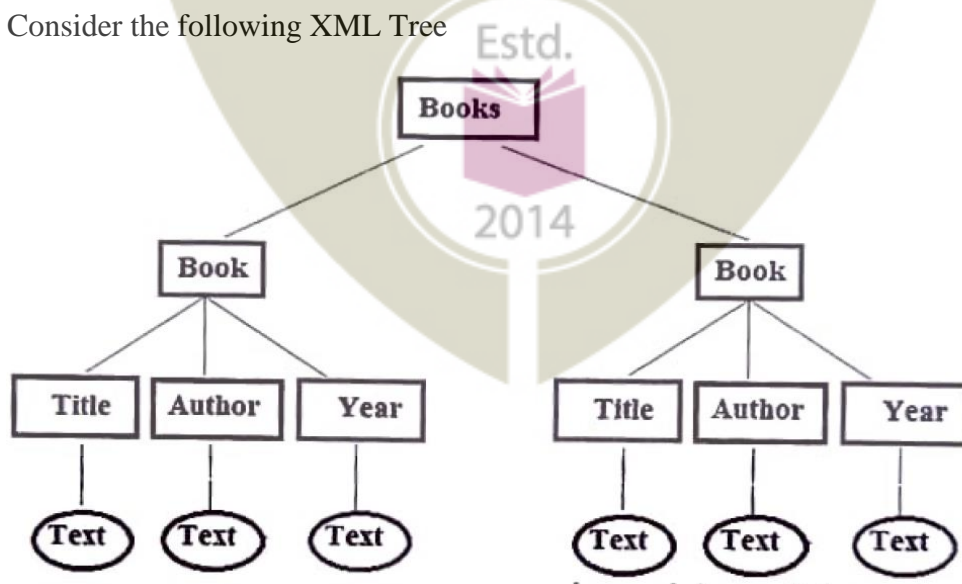 Consider the following XML Tree
Estd.
Books
2014
Book Book
Title Author Year Title Author Year
Text Text Text Text Text Text